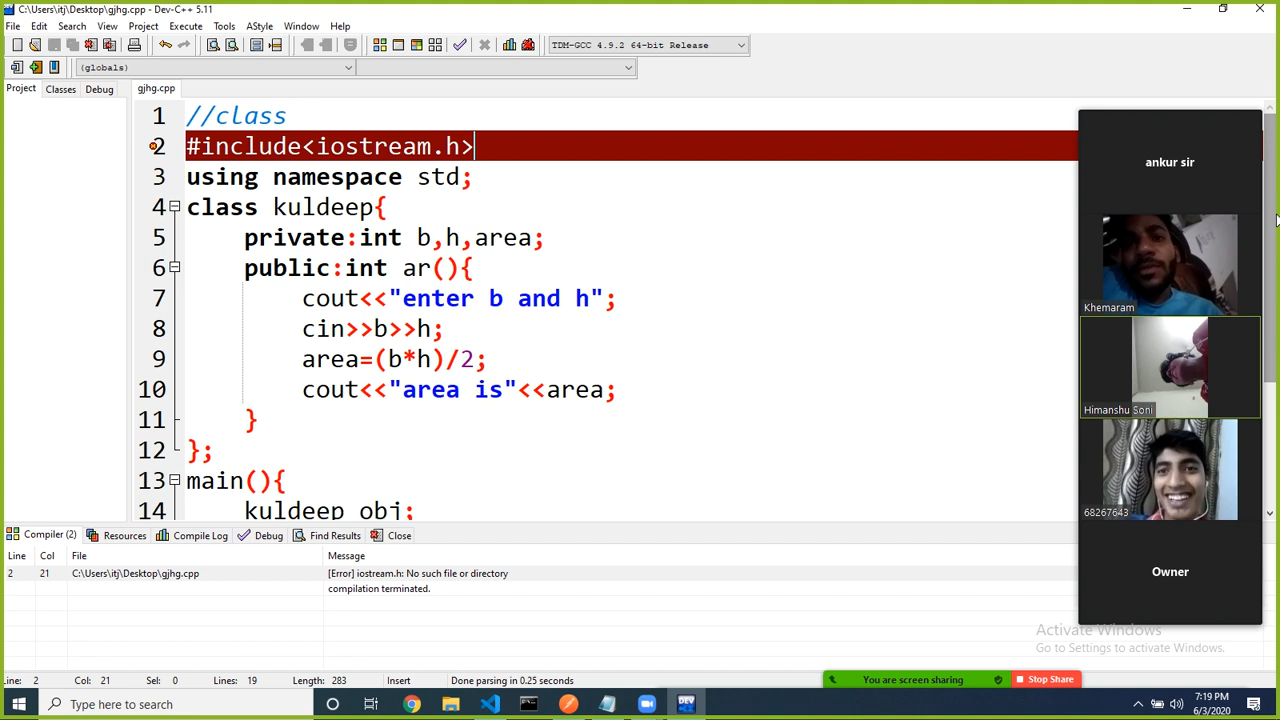 C:\Users\itj\Desktop\gjhg.cpp - Dev-C++ 5.11
File Edit Search View Project Execute Tools AStyle Window Help
TDM-GCC 4.9.2 64-bit Release
(globals)
Project Classes Debug gjhg.cpp
1 //class
2 #include<iostream.h>
3 using namespace std;
4 class kuldeep{
5 private:int b,h,area;
6 public:int ar(){
7 cout<<"enter b and h";
8 cin>>b>>h;
9 area=(b*h)/2;
10 cout<<"area is"<<area;
11 }
12 };
13 main(){
14 kuldeep obj;
ankur sir
Khemaram
Himanshu Soni
68267643
Owner
Compiler (2) Resources Compile Log Debug Find Results Close
Line Col File Message
2 21 C:\Users\itj\Desktop\gjhg.cpp [Error] iostream.h: No such file or directory
compilation terminated.
Activate Windows
Go to Settings to activate Windows.
Line: 2 Col: 21 Sel: 0 Lines: 19 Length: 283 Insert Done parsing in 0.25 seconds
You are screen sharing Stop Share
Type here to search
DEV
7:19 PM
6/3/2020